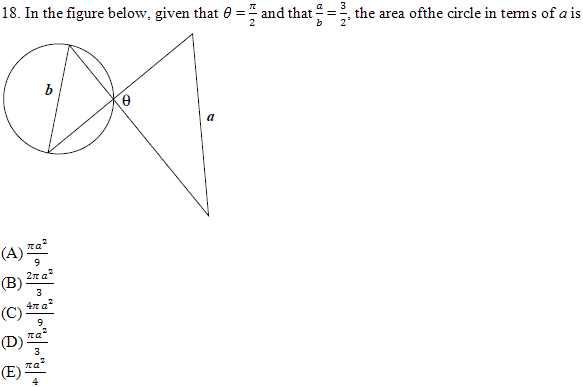 18. In the figure below, given that θ = π/2 and that a/b = 3/2, the area ofthe circle in terms of a is
b
θ
a
(A) πa²/9
(B) 2πa²/3
(C) 4πa²/9
(D) πa²/3
(E) πa²/4